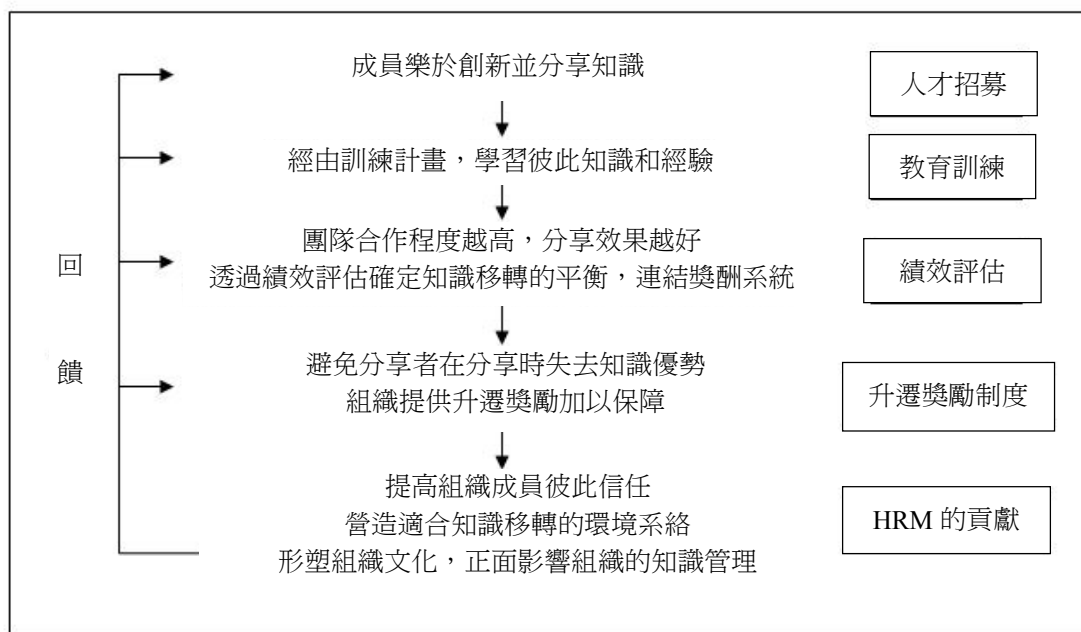 成員樂於創新並分享知識
人才招募
經由訓練計畫，學習彼此知識和經驗
教育訓練
團隊合作程度越高，分享效果越好
透過績效評估確定知識移轉的平衡，連結獎酬系統
績效評估
回
饋
避免分享者在分享時失去知識優勢
組織提供升遷獎勵加以保障
升遷獎勵制度
提高組織成員彼此信任
營造適合知識移轉的環境系絡
形塑組織文化，正面影響組織的知識管理
HRM 的貢獻